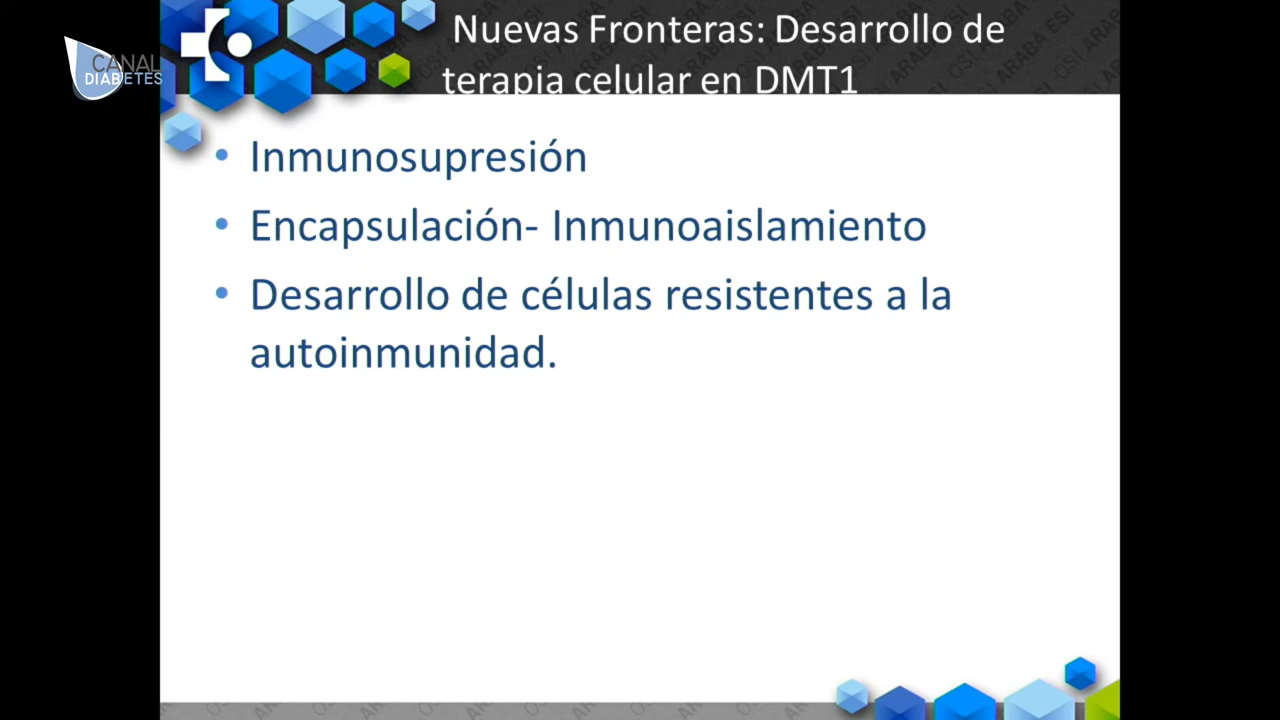 CANAL
DIABETES
Nuevas Fronteras: Desarrollo de
terapia celular en DMT1
• Inmunosupresión
• Encapsulación- Inmunoaislamiento
• Desarrollo de células resistentes a la
autoinmunidad.